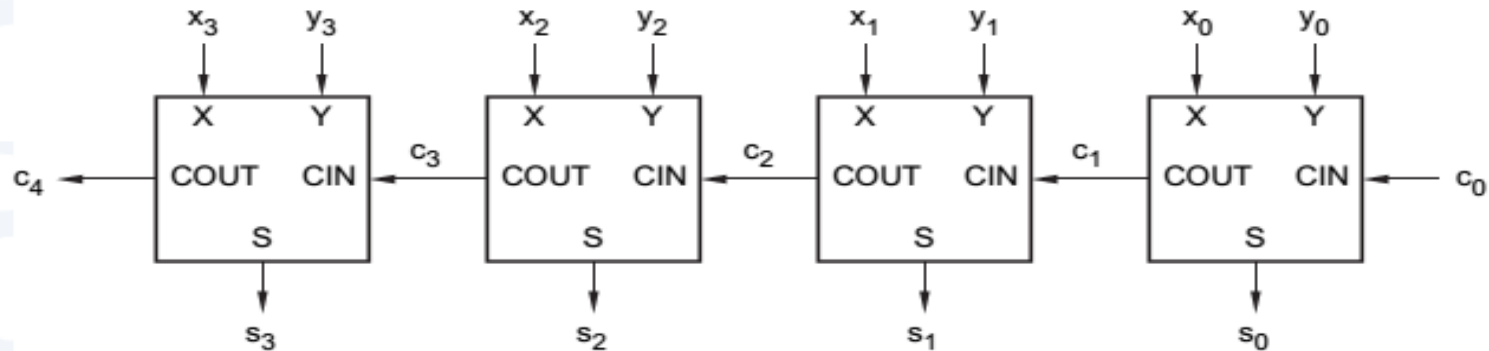 x₃ y₃ x₂ y₂ x₁ y₁ x₀ y₀
X Y X Y X Y X Y
c₄ COUT CIN c₃ COUT CIN c₂ COUT CIN c₁ COUT CIN c₀
S S S S
s₃ s₂ s₁ s₀